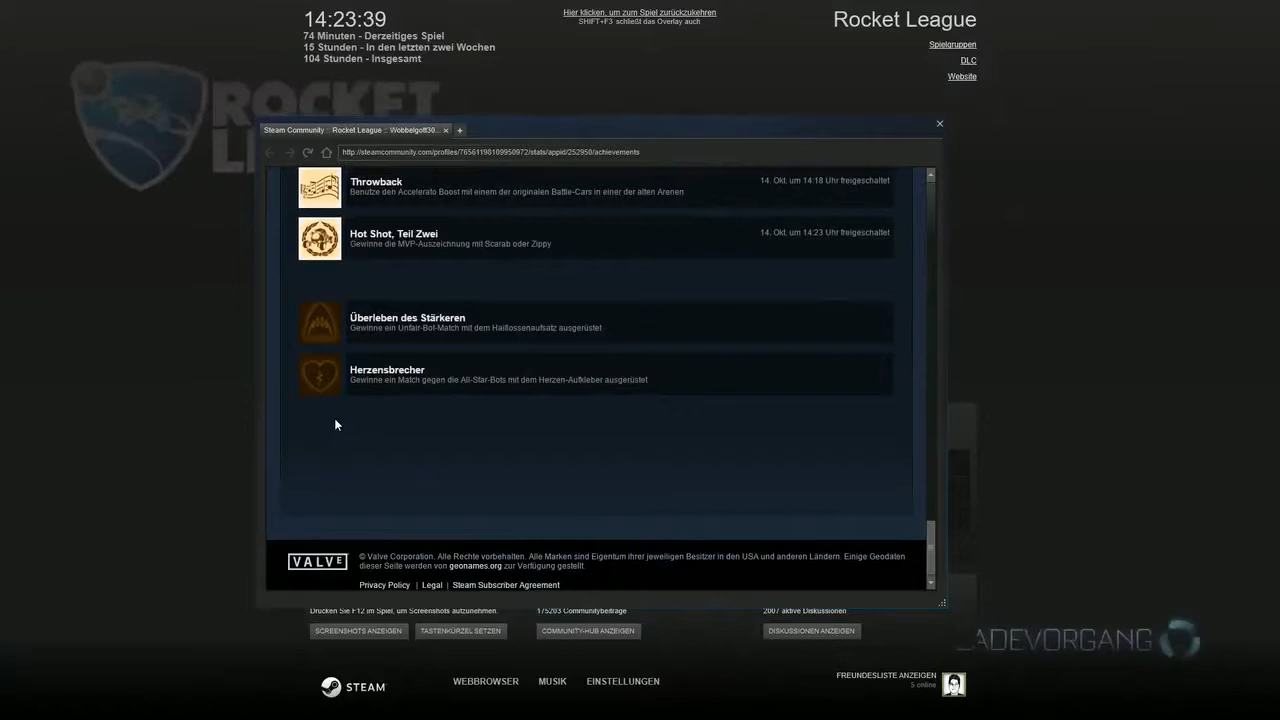 14:23:39
74 Minuten - Derzeitiges Spiel
15 Stunden - In den letzten zwei Wochen
104 Stunden - Insgesamt
Hier klicken, um zum Spiel zurückzukehren
SHIFT+F3 schließt das Overlay auch
Rocket League
Spielgruppen
DLC
Website
ROCKET
Steam Community :: Rocket League :: Wobbelgott30...
http://steamcommunity.com/profiles/76561198109950972/stats/appid/252950/achievements
Throwback
14. Okt. um 14:18 Uhr freigeschaltet
Benutze den Accelerato Boost mit einem der originalen Battle-Cars in einer der alten Arenen
Hot Shot, Teil Zwei
14. Okt. um 14:23 Uhr freigeschaltet
Gewinne die MVP-Auszeichnung mit Scarab oder Zippy
Überleben des Stärkeren
Gewinne ein Unfair-Bot-Match mit dem Haiflossenaufsatz ausgerüstet
Herzensbrecher
Gewinne ein Match gegen die All-Star-Bots mit dem Herzen-Aufkleber ausgerüstet
VALVE
© Valve Corporation. Alle Rechte vorbehalten. Alle Marken sind Eigentum ihrer jeweiligen Besitzer in den USA und anderen Ländern. Einige Geodaten
dieser Seite werden von geonames.org zur Verfügung gestellt.
Privacy Policy | Legal | Steam Subscriber Agreement
Drücken Sie F12 im Spiel, um Screenshots aufzunehmen.
175203 Communitybeiträge
2007 aktive Diskussionen
SCREENSHOTS ANZEIGEN
TASTENKÜRZEL SETZEN
COMMUNITY-HUB ANZEIGEN
DISKUSSIONEN ANZEIGEN
LADEVORGANG
STEAM
WEBBROWSER
MUSIK
EINSTELLUNGEN
FREUNDESLISTE ANZEIGEN
5 online